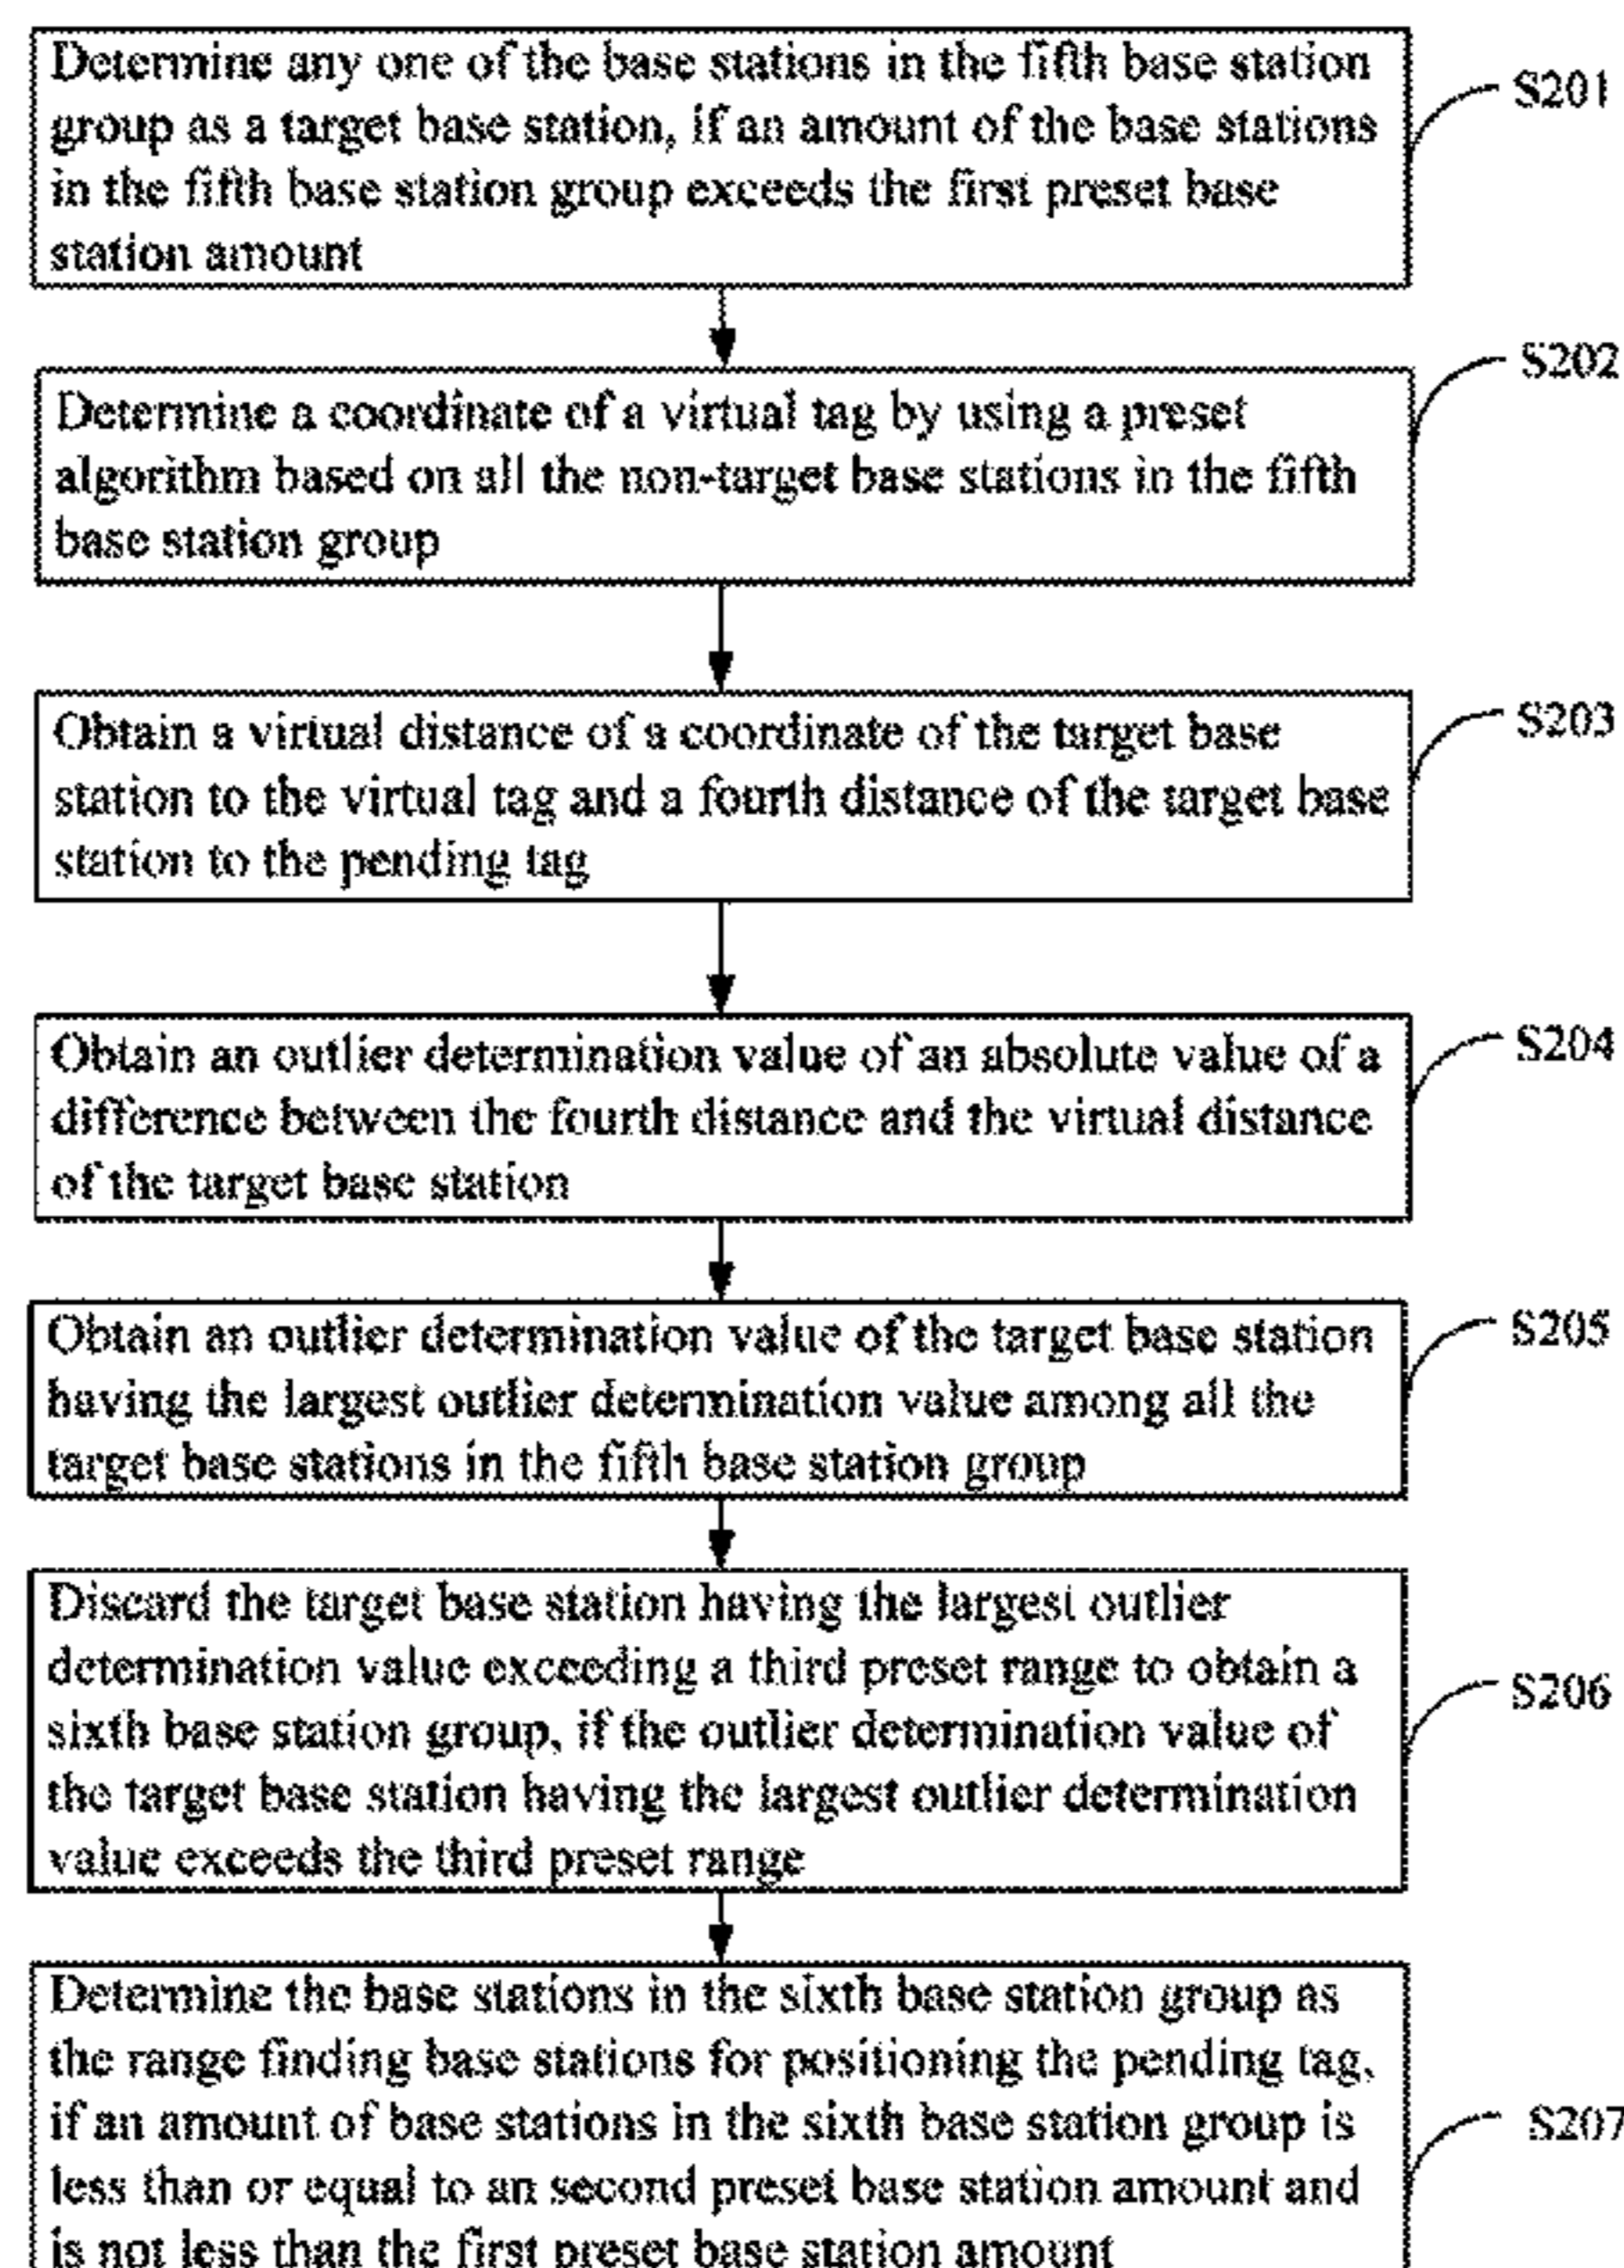 Determine any one of the base stations in the fifth base station
group as a target base station, if an amount of the base stations
in the fifth base station group exceeds the first preset base
station amount
S201
Determine a coordinate of a virtual tag by using a preset
algorithm based on all the non-target base stations in the fifth
base station group
S202
Obtain a virtual distance of a coordinate of the target base
station to the virtual tag and a fourth distance of the target base
station to the pending tag
S203
Obtain an outlier determination value of an absolute value of a
difference between the fourth distance and the virtual distance
of the target base station
S204
Obtain an outlier determination value of the target base station
having the largest outlier determination value among all the
target base stations in the fifth base station group
S205
Discard the target base station having the largest outlier
determination value exceeding a third preset range to obtain a
sixth base station group, if the outlier determination value of
the target base station having the largest outlier determination
value exceeds the third preset range
S206
Determine the base stations in the sixth base station group as
the range finding base stations for positioning the pending tag,
if an amount of base stations in the sixth base station group is
less than or equal to an second preset base station amount and
is not less than the first preset base station amount
S207